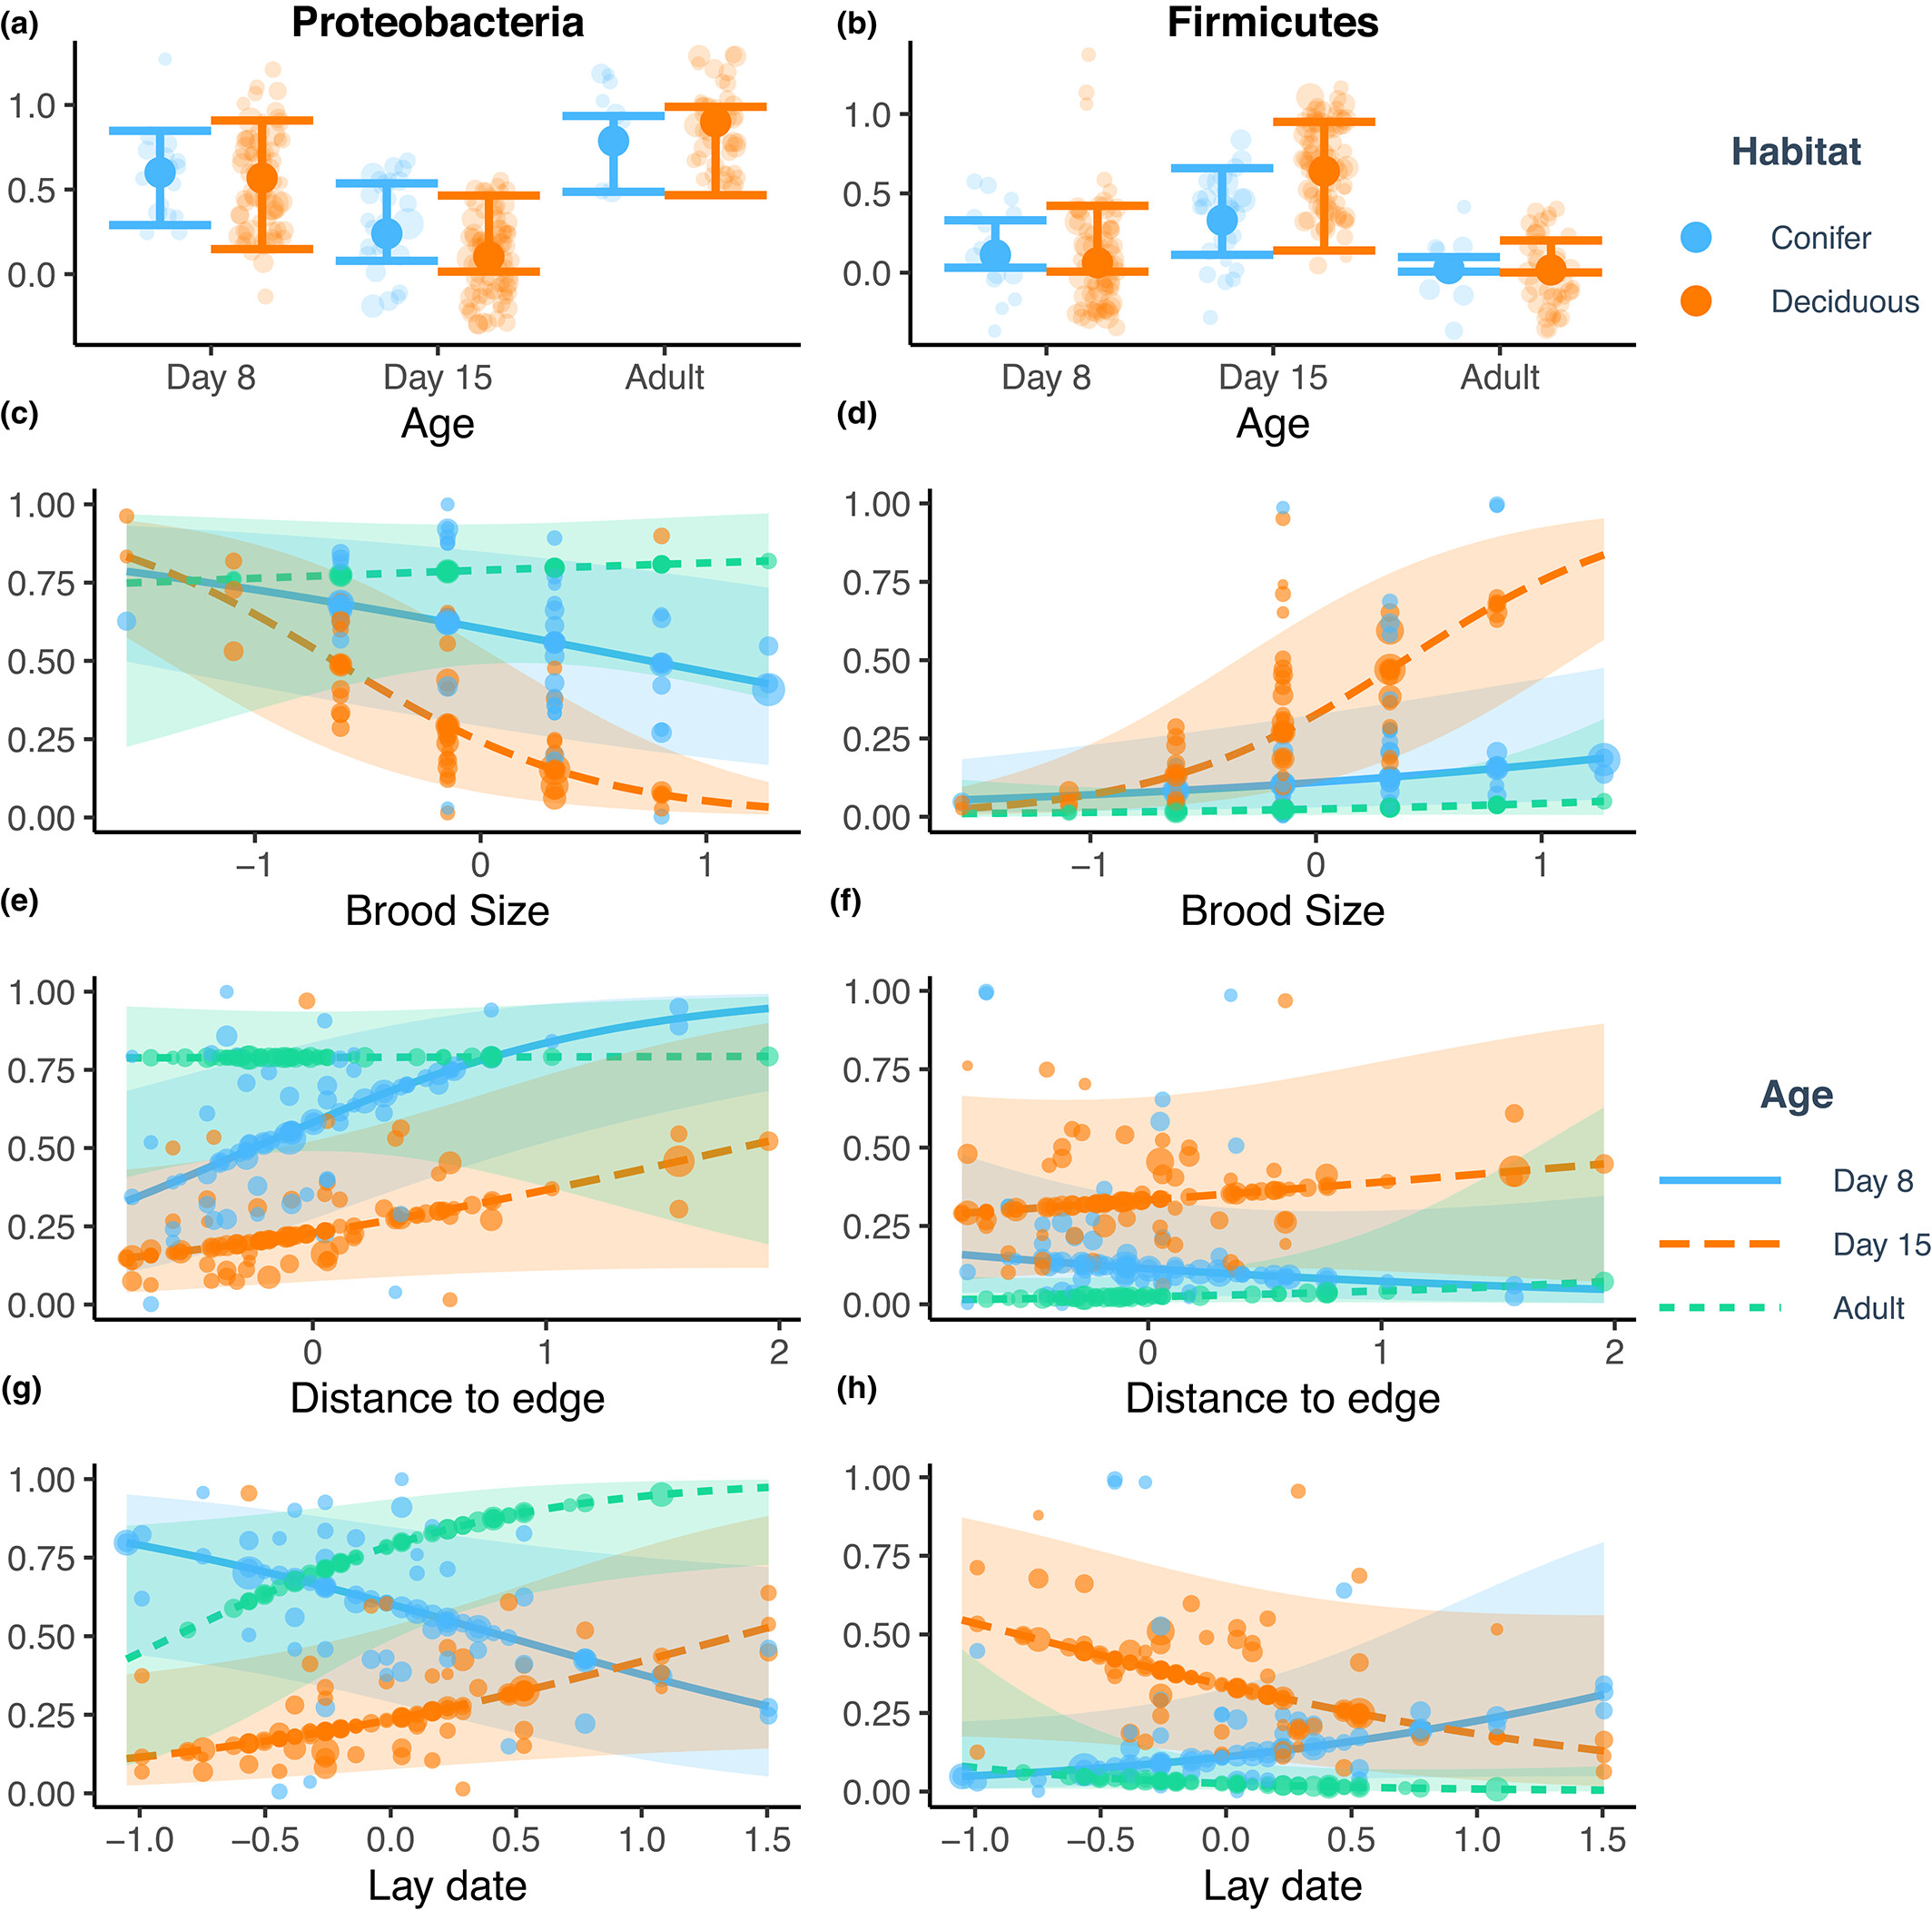 (a) Proteobacteria
1.0
0.5
0.0
Day 8 Day 15 Adult
Age
(b) Firmicutes
1.0
0.5
0.0
Day 8 Day 15 Adult
Age
Habitat
Conifer
Deciduous
(c)
1.00
0.75
0.50
0.25
0.00
−1 0 1
Brood Size
(d)
1.00
0.75
0.50
0.25
0.00
−1 0 1
Brood Size
(e)
1.00
0.75
0.50
0.25
0.00
0 1 2
Distance to edge
(f)
1.00
0.75
0.50
0.25
0.00
0 1 2
Distance to edge
Age
Day 8
Day 15
Adult
(g)
1.00
0.75
0.50
0.25
0.00
−1.0 −0.5 0.0 0.5 1.0 1.5
Lay date
(h)
1.00
0.75
0.50
0.25
0.00
−1.0 −0.5 0.0 0.5 1.0 1.5
Lay date